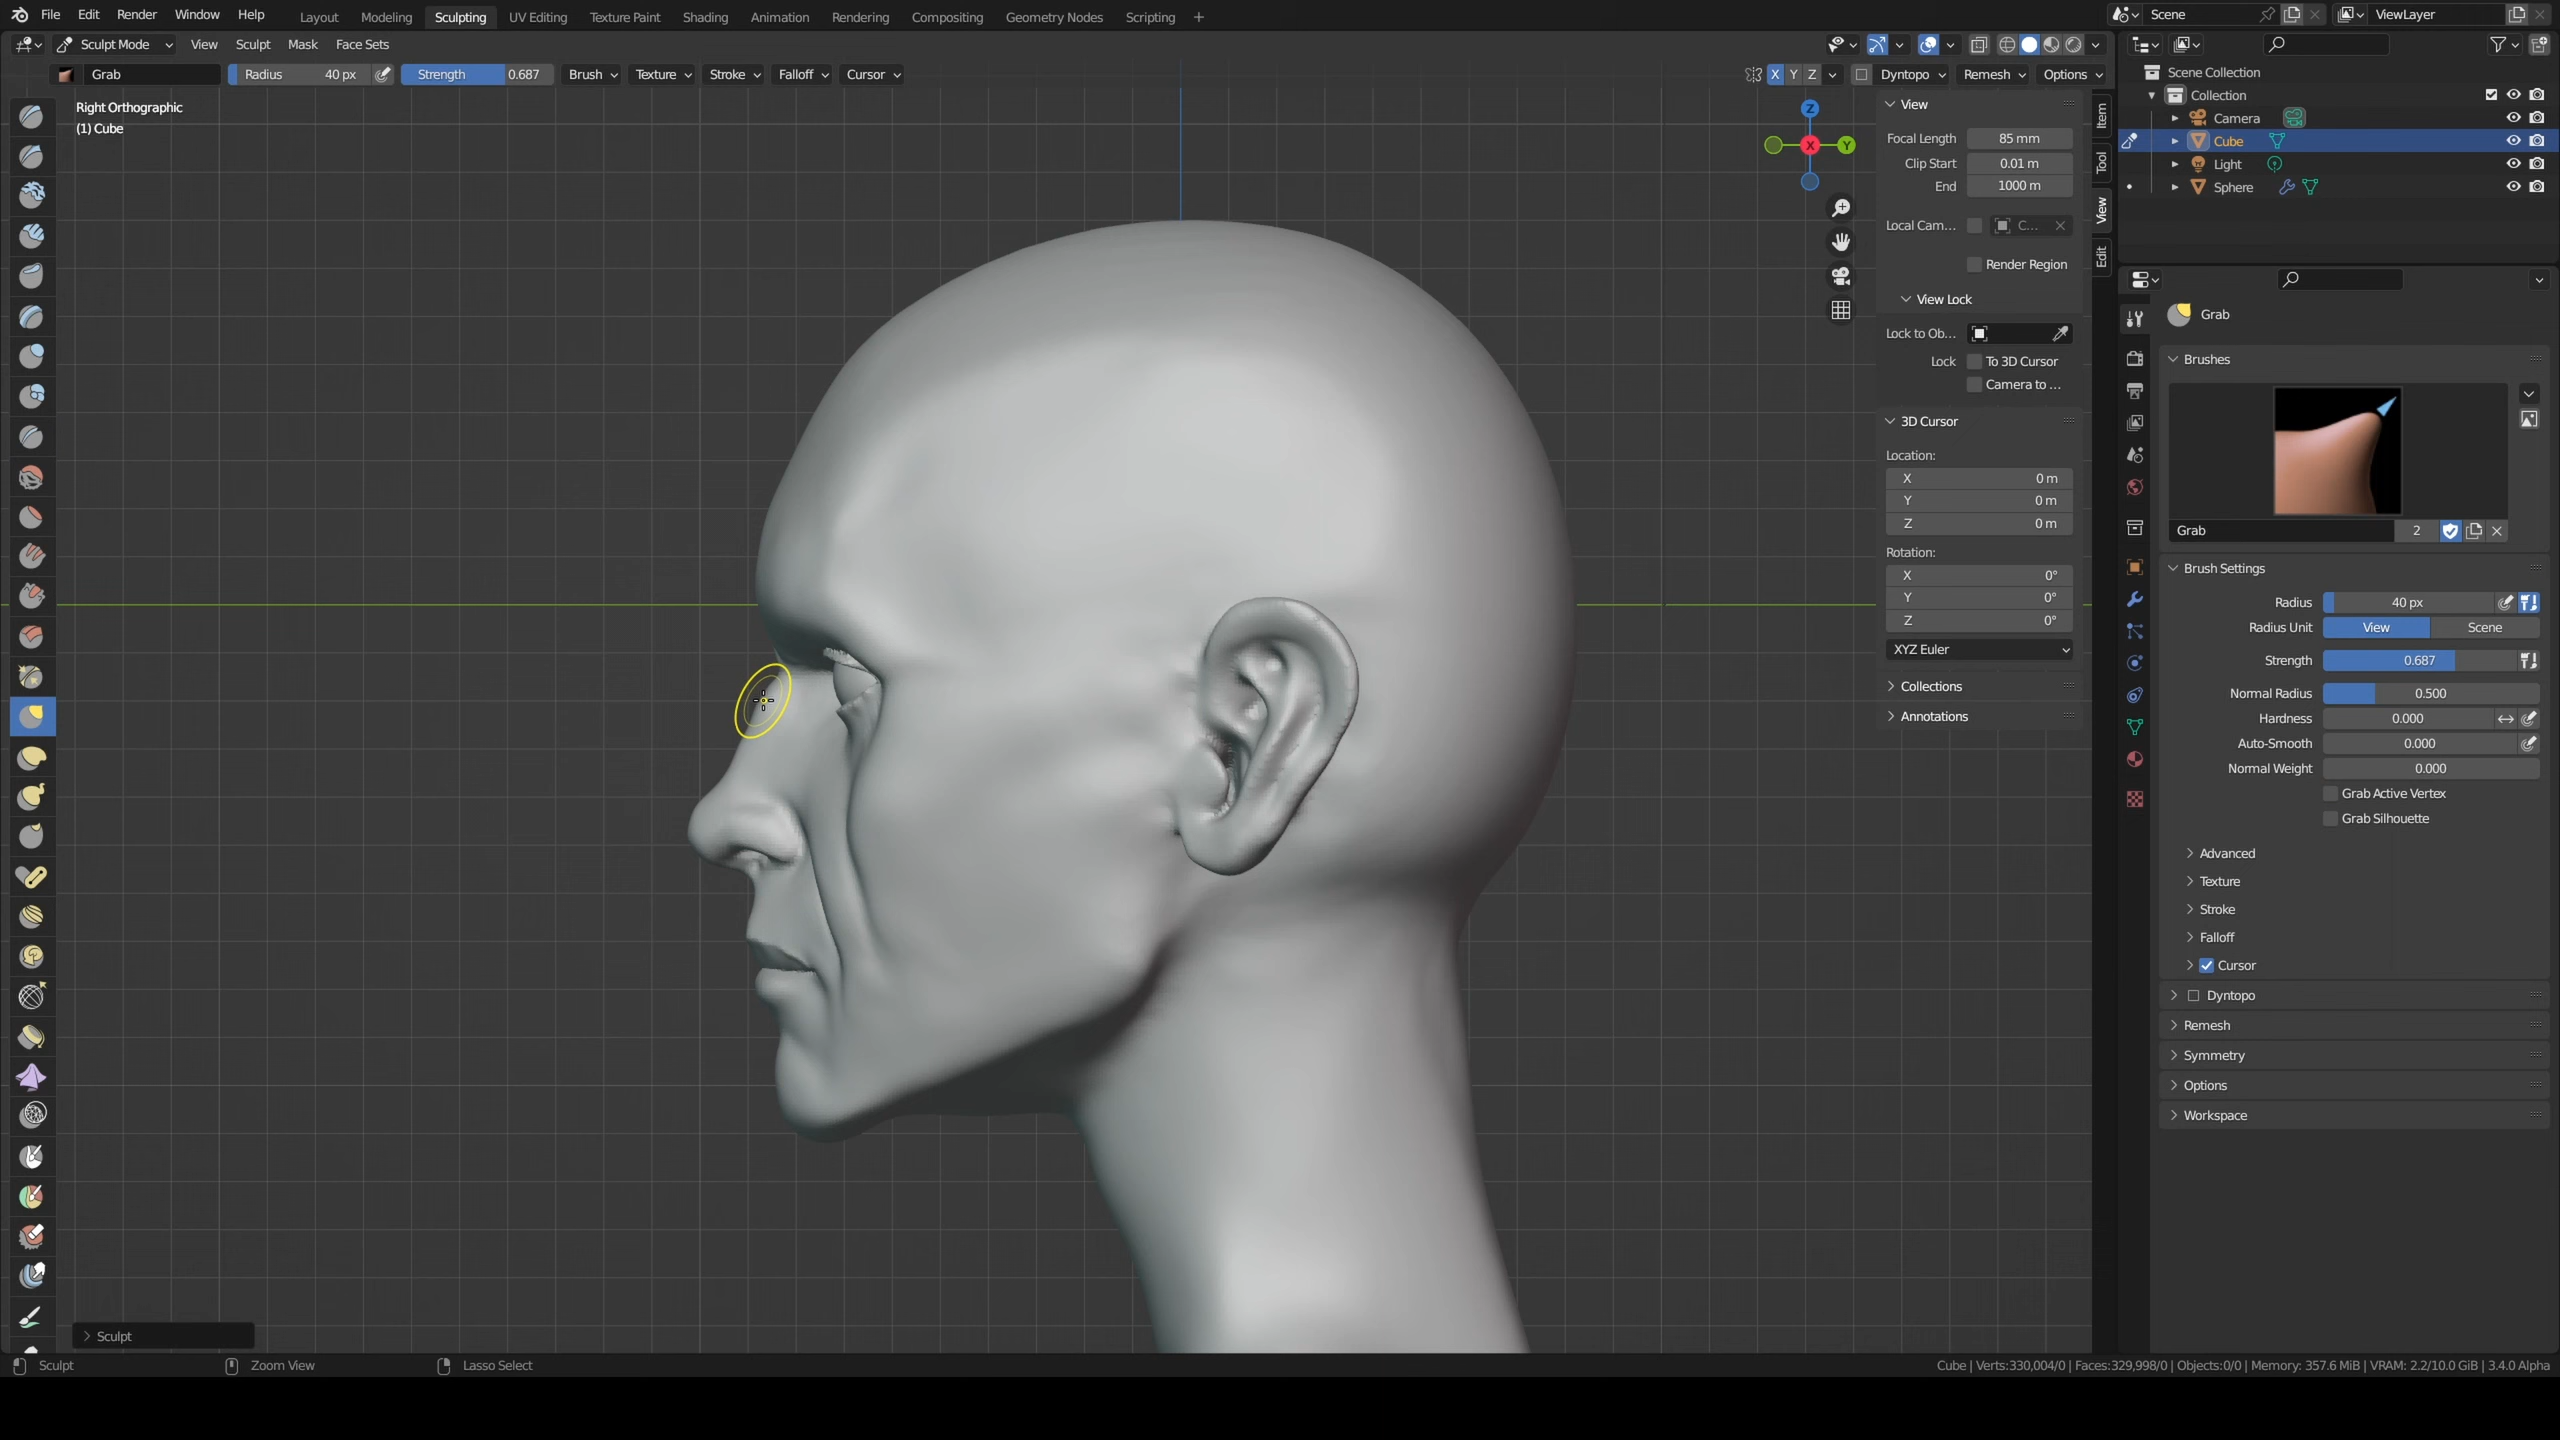 File Edit Render Window Help Layout Modeling Sculpting UV Editing Texture Paint Shading Animation Rendering Compositing Geometry Nodes Scripting + Scene ViewLayer
Sculpt Mode View Sculpt Mask Face Sets
Grab Radius 40 px Strength 0.687 Brush Texture Stroke Falloff Cursor X Y Z Dyntopo Remesh Options
Right Orthographic
(1) Cube
Z
X
Y
View
Focal Length 85 mm
Clip Start 0.01 m
End 1000 m
Local Cam... C...
Render Region
View Lock
Lock to Ob...
Lock To 3D Cursor
Camera to ...
3D Cursor
Location:
X 0 m
Y 0 m
Z 0 m
Rotation:
X 0°
Y 0°
Z 0°
XYZ Euler
Collections
Annotations
Item
Tool
View
Edit
Scene Collection
Collection
Camera
Cube
Light
Sphere
Grab
Brushes
Grab 2
Brush Settings
Radius 40 px
Radius Unit View Scene
Strength 0.687
Normal Radius 0.500
Hardness 0.000
Auto-Smooth 0.000
Normal Weight 0.000
Grab Active Vertex
Grab Silhouette
Advanced
Texture
Stroke
Falloff
Cursor
Dyntopo
Remesh
Symmetry
Options
Workspace
Sculpt
Sculpt Zoom View Lasso Select Cube | Verts:330,004/0 | Faces:329,998/0 | Objects:0/0 | Memory: 357.6 MiB | VRAM: 2.2/10.0 GiB | 3.4.0 Alpha